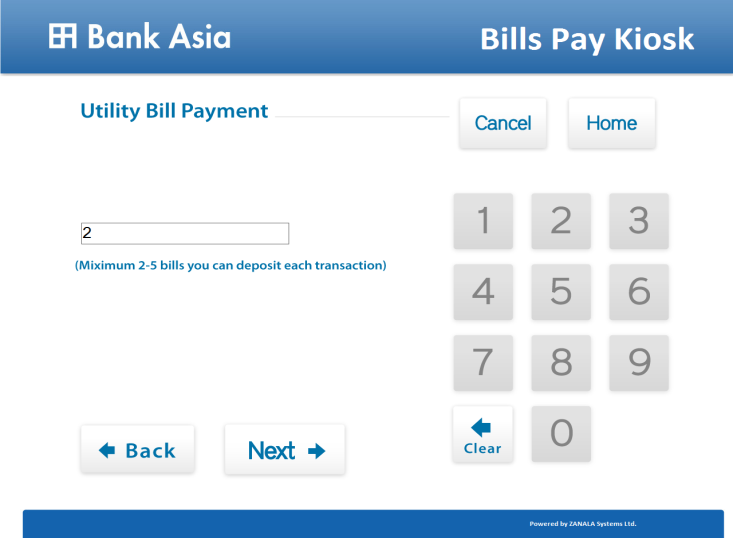 Bank Asia
Bills Pay Kiosk
Utility Bill Payment
Cancel
Home
2
(Miximum 2-5 bills you can deposit each transaction)
1 2 3
4 5 6
7 8 9
Clear
0
Back
Next
Powered by ZANALA Systems Ltd.